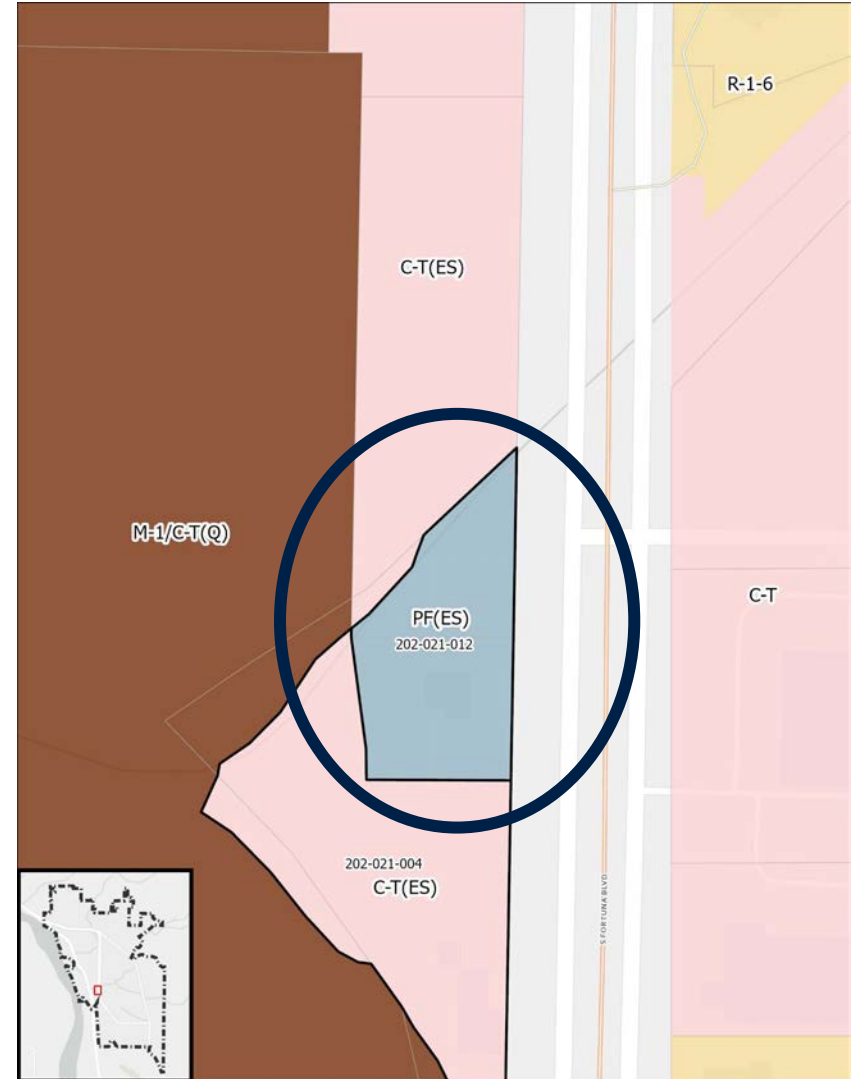 R-1-6
C-T(ES)
M-1/C-T(Q)
C-T
PF(ES)
202-021-012
202-021-004
C-T(ES)
S FORTUNA BLVD